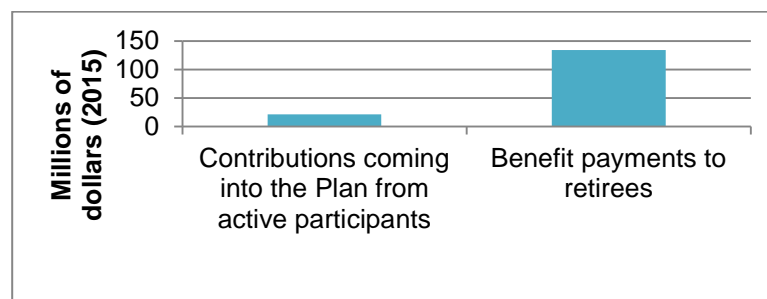 Millions of
dollars (2015)
150
100
50
0
Contributions coming
into the Plan from
active participants
Benefit payments to
retirees